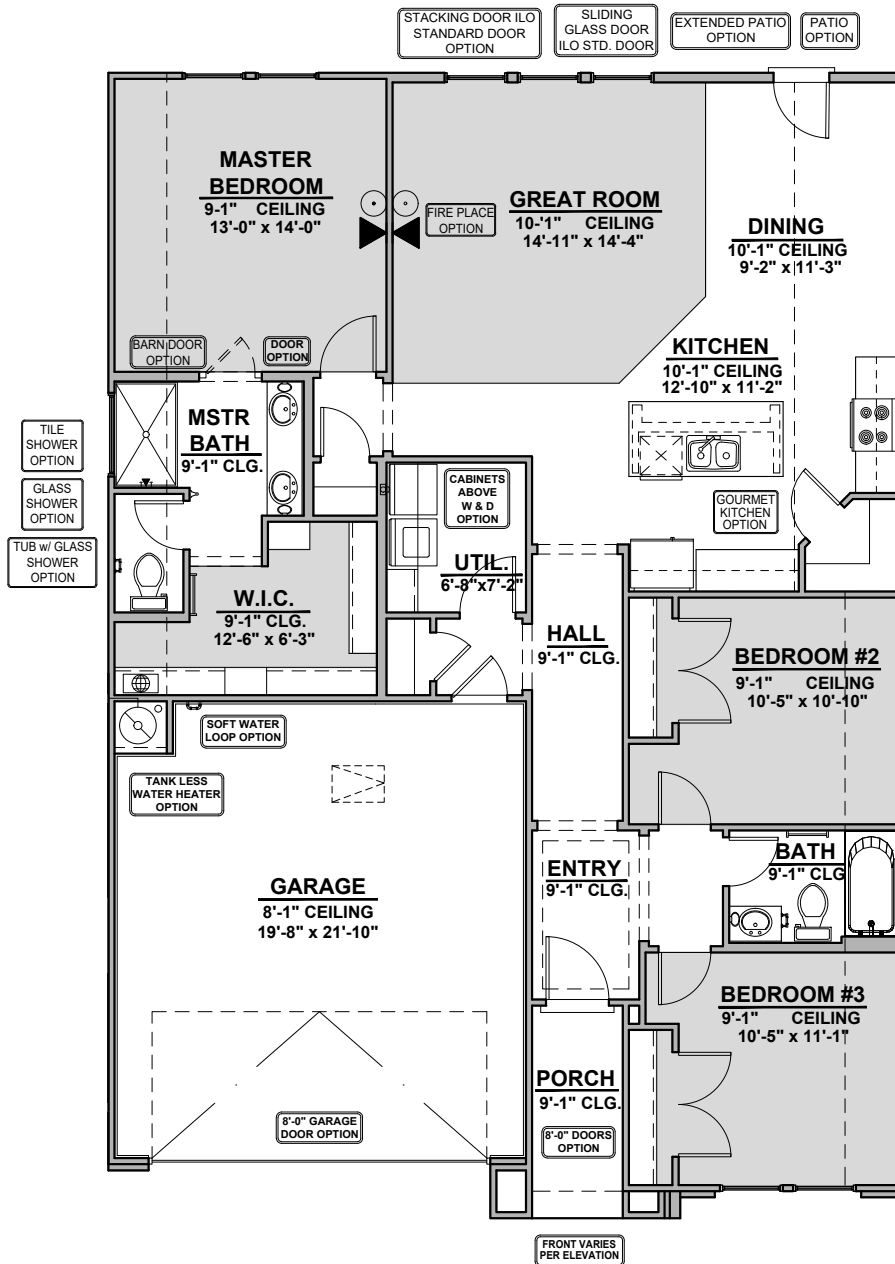 STACKING DOOR ILO
STANDARD DOOR
OPTION
SLIDING
GLASS DOOR
ILO STD. DOOR
EXTENDED PATIO
OPTION
PATIO
OPTION
MASTER
BEDROOM
9-1" CEILING
13'-0" x 14'-0"
FIRE PLACE
OPTION
GREAT ROOM
10-'1" CEILING
14'-11" x 14'-4"
DINING
10'-1" CEILING
9'-2" x 11'-3"
BARN DOOR
OPTION
DOOR
OPTION
KITCHEN
10'-1" CEILING
12'-10" x 11'-2"
TILE
SHOWER
OPTION
GLASS
SHOWER
OPTION
TUB w/ GLASS
SHOWER
OPTION
MSTR
BATH
9'-1" CLG.
CABINETS
ABOVE
W & D
OPTION
GOURMET
KITCHEN
OPTION
UTIL.
6'-8"x7'-2"
W.I.C.
9'-1" CLG.
12'-6" x 6'-3"
HALL
9'-1" CLG.
BEDROOM #2
9'-1" CEILING
10'-5" x 10'-10"
SOFT WATER
LOOP OPTION
TANK LESS
WATER HEATER
OPTION
GARAGE
8'-1" CEILING
19'-8" x 21'-10"
ENTRY
9'-1" CLG.
BATH
9'-1" CLG
BEDROOM #3
9'-1" CEILING
10'-5" x 11'-1"
PORCH
9'-1" CLG.
8'-0" GARAGE
DOOR OPTION
8'-0" DOORS
OPTION
FRONT VARIES
PER ELEVATION